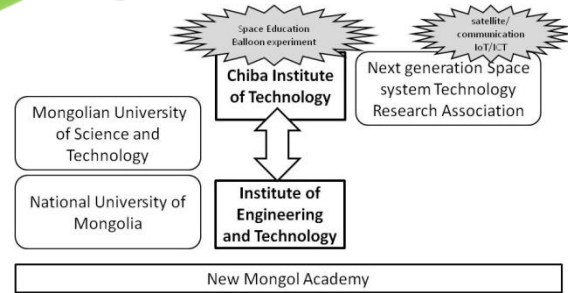 Space Education
Balloon experiment
satellite/
communication
IoT/ICT
Chiba Institute
of Technology
Next generation Space
system Technology
Research Association
Mongolian University
of Science and
Technology
National University of
Mongolia
Institute of
Engineering
and Technology
New Mongol Academy